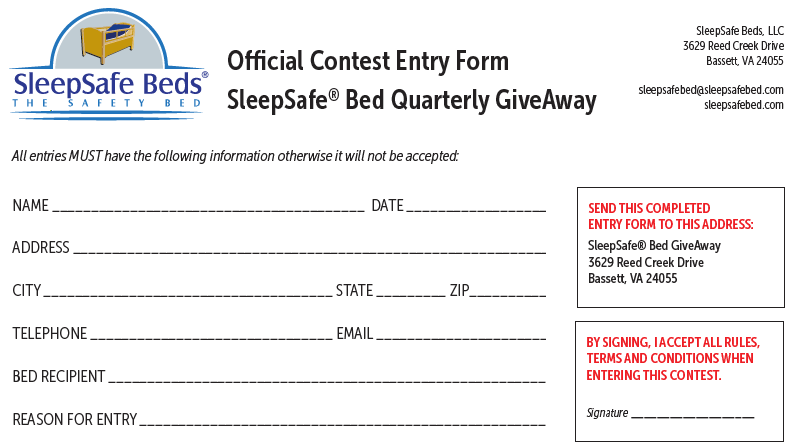 SleepSafe Beds®
THE SAFETY BED
Official Contest Entry Form
SleepSafe® Bed Quarterly GiveAway
SleepSafe Beds, LLC
3629 Reed Creek Drive
Bassett, VA 24055
sleepsafebed@sleepsafebed.com
sleepsafebed.com
All entries MUST have the following information otherwise it will not be accepted:
NAME DATE
ADDRESS
CITY STATE ZIP
TELEPHONE EMAIL
BED RECIPIENT
REASON FOR ENTRY
SEND THIS COMPLETED
ENTRY FORM TO THIS ADDRESS:
SleepSafe® Bed GiveAway
3629 Reed Creek Drive
Bassett, VA 24055
BY SIGNING, I ACCEPT ALL RULES,
TERMS AND CONDITIONS WHEN
ENTERING THIS CONTEST.
Signature